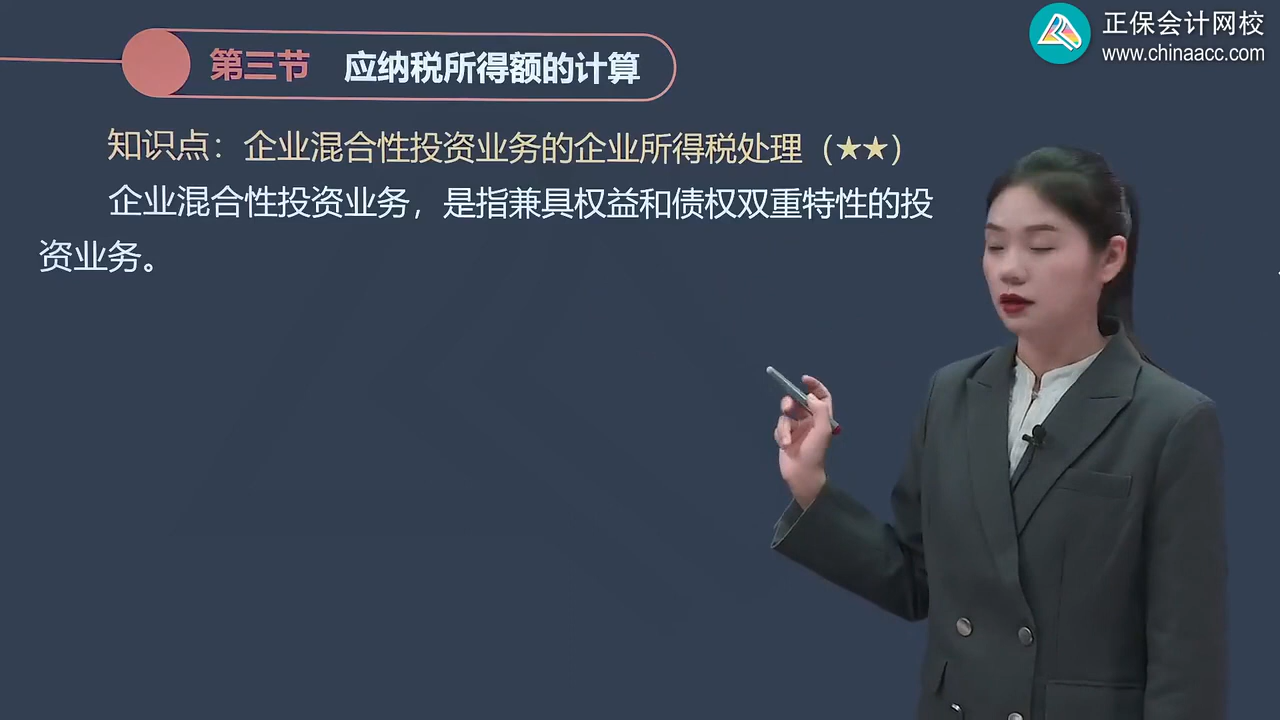 正保会计网校
www.chinaacc.com
第三节 应纳税所得额的计算
知识点：企业混合性投资业务的企业所得税处理（★★）
企业混合性投资业务，是指兼具权益和债权双重特性的投
资业务。